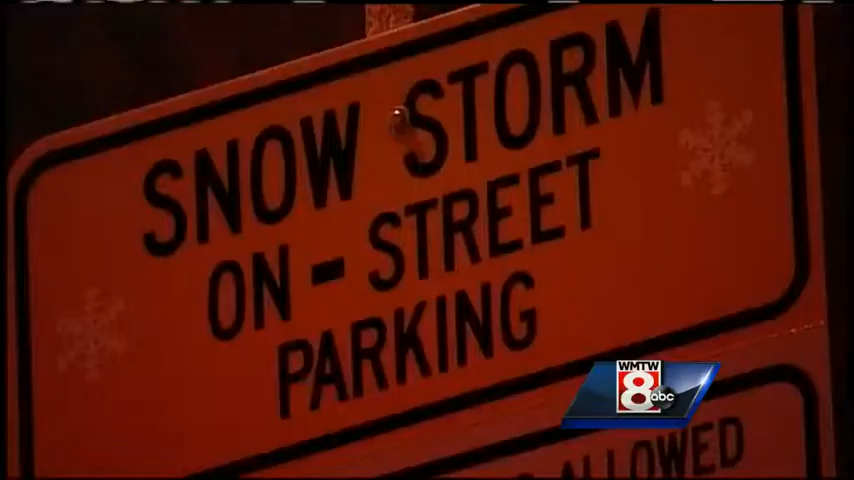 SNOW STORM
ON-STREET
PARKING
WMTW
8 abc
ALLOWED